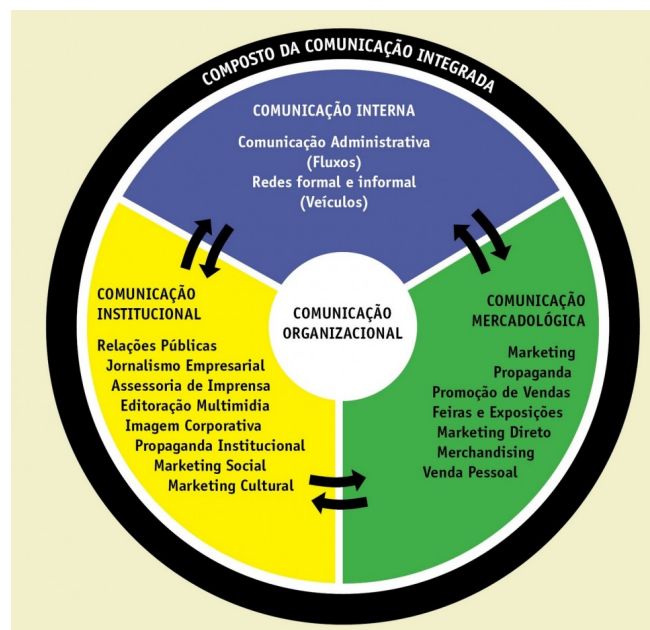 COMPOSTO DA COMUNICAÇÃO INTEGRADA
COMUNICAÇÃO INTERNA
Comunicação Administrativa
(Fluxos)
Redes formal e informal
(Veículos)
COMUNICAÇÃO
INSTITUCIONAL
Relações Públicas
Jornalismo Empresarial
Assessoria de Imprensa
Editoração Multimidia
Imagem Corporativa
Propaganda Institucional
Marketing Social
Marketing Cultural
COMUNICAÇÃO
ORGANIZACIONAL
COMUNICAÇÃO
MERCADOLÓGICA
Marketing
Propaganda
Promoção de Vendas
Feiras e Exposições
Marketing Direto
Merchandising
Venda Pessoal